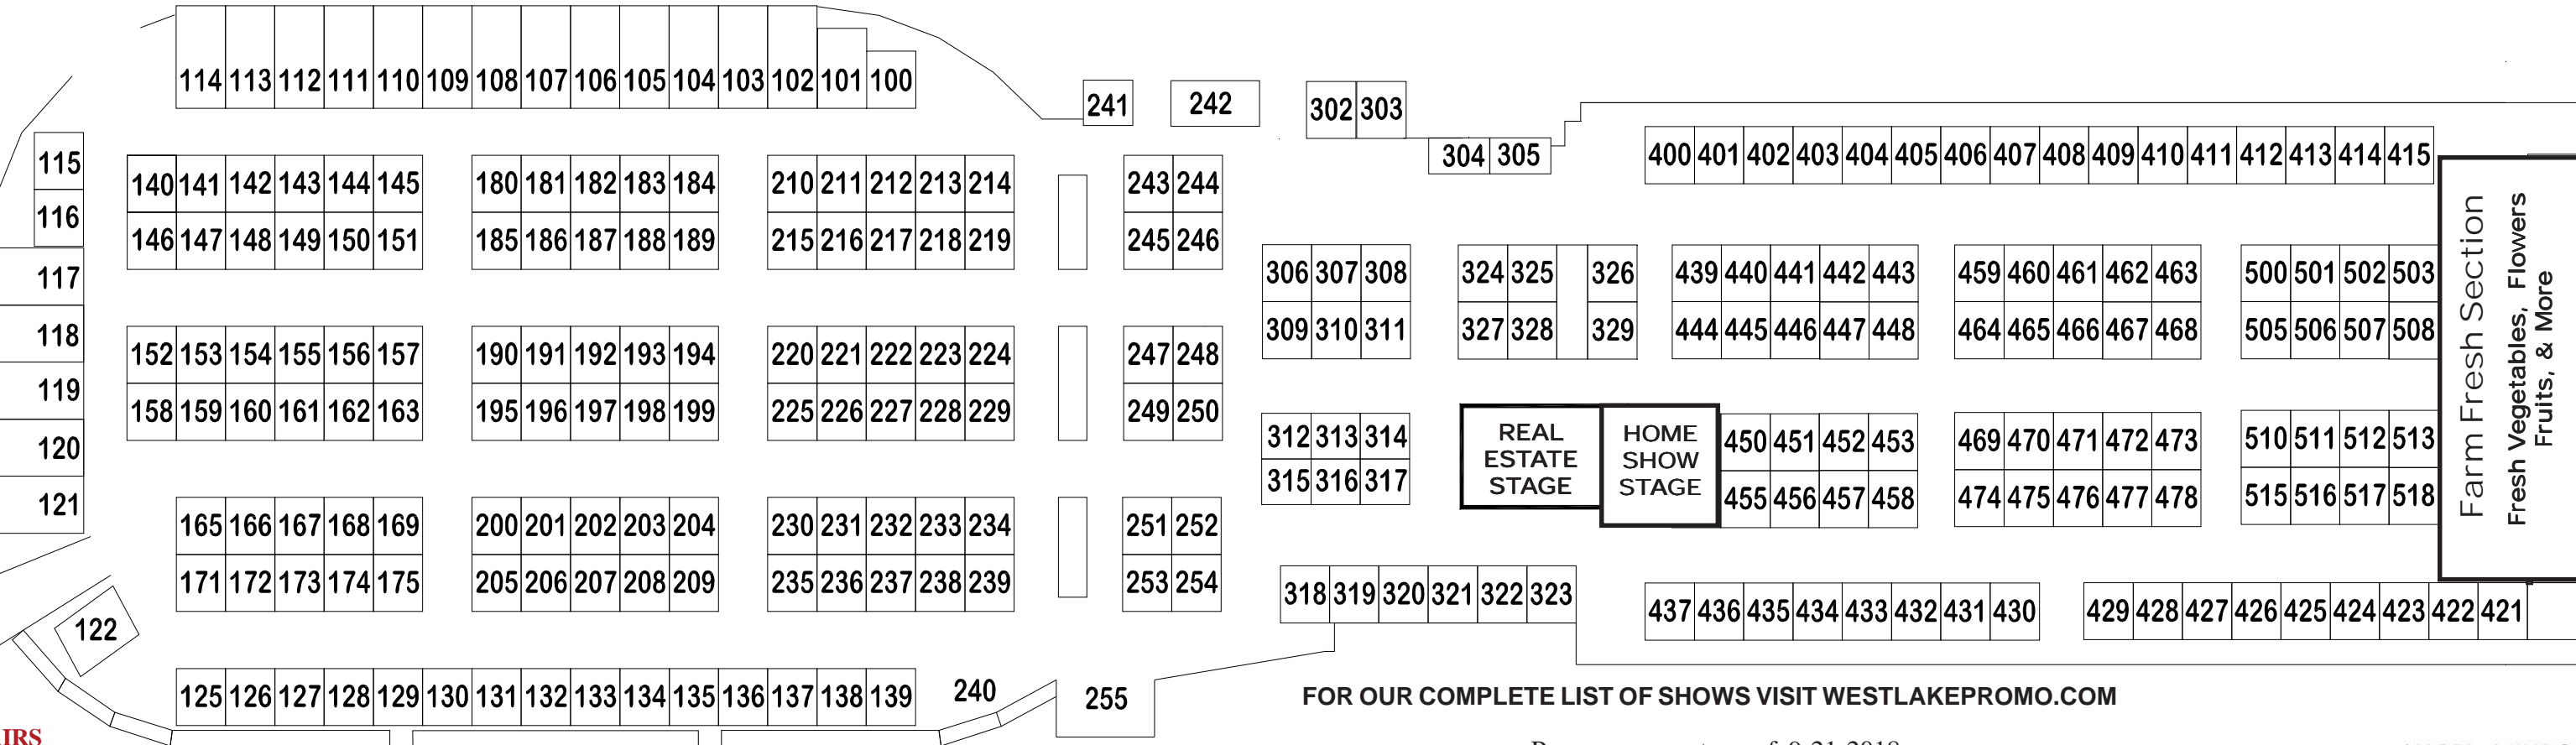 114 113 112 111 110 109 108 107 106 105 104 103 102 101 100
241 242 302 303
304 305
400 401 402 403 404 405 406 407 408 409 410 411 412 413 414 415
115
116
117
118
119
120
121
122
140 141 142 143 144 145 180 181 182 183 184 210 211 212 213 214 243 244
146 147 148 149 150 151 185 186 187 188 189 215 216 217 218 219 245 246
306 307 308 324 325 326 439 440 441 442 443 459 460 461 462 463 500 501 502 503
309 310 311 327 328 329 444 445 446 447 448 464 465 466 467 468 505 506 507 508
152 153 154 155 156 157 190 191 192 193 194 220 221 222 223 224 247 248
158 159 160 161 162 163 195 196 197 198 199 225 226 227 228 229 249 250
312 313 314
315 316 317
REAL
ESTATE
STAGE
HOME
SHOW
STAGE
450 451 452 453 469 470 471 472 473 510 511 512 513
455 456 457 458 474 475 476 477 478 515 516 517 518
Farm Fresh Section
Fresh Vegetables, Flowers
Fruits, & More
165 166 167 168 169 200 201 202 203 204 230 231 232 233 234 251 252
171 172 173 174 175 205 206 207 208 209 235 236 237 238 239 253 254
318 319 320 321 322 323
437 436 435 434 433 432 431 430 429 428 427 426 425 424 423 422 421
125 126 127 128 129 130 131 132 133 134 135 136 137 138 139 240 255
FOR OUR COMPLETE LIST OF SHOWS VISIT WESTLAKEPROMO.COM
9-21-2018